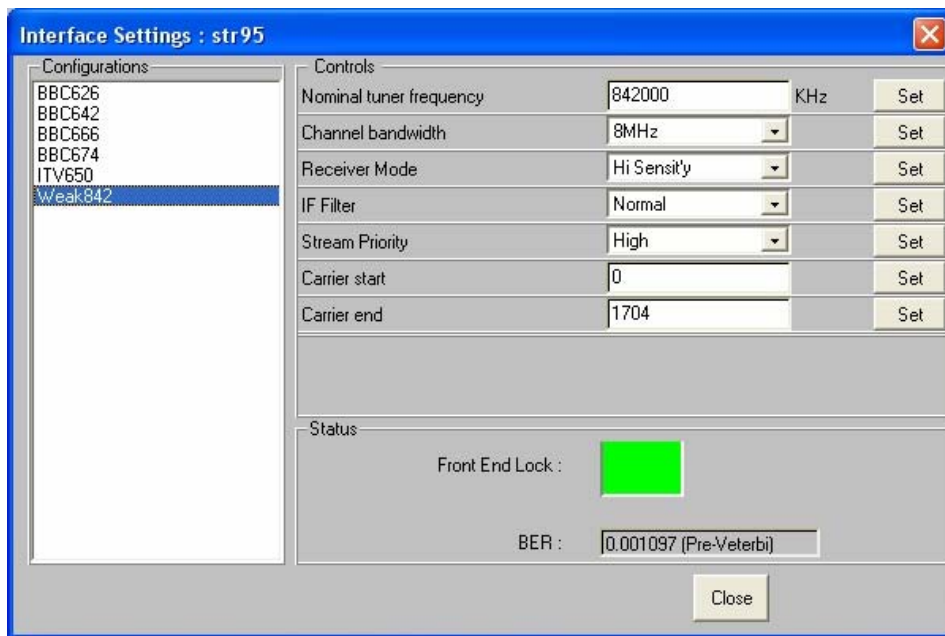 Interface Settings : str95
Configurations
BBC626
BBC642
BBC666
BBC674
ITV650
Weak842
Controls
Nominal tuner frequency 842000 KHz Set
Channel bandwidth 8MHz Set
Receiver Mode Hi Sensit'y Set
IF Filter Normal Set
Stream Priority High Set
Carrier start 0 Set
Carrier end 1704 Set
Status
Front End Lock :
BER : 0.001097 (Pre-Veterbi)
Close